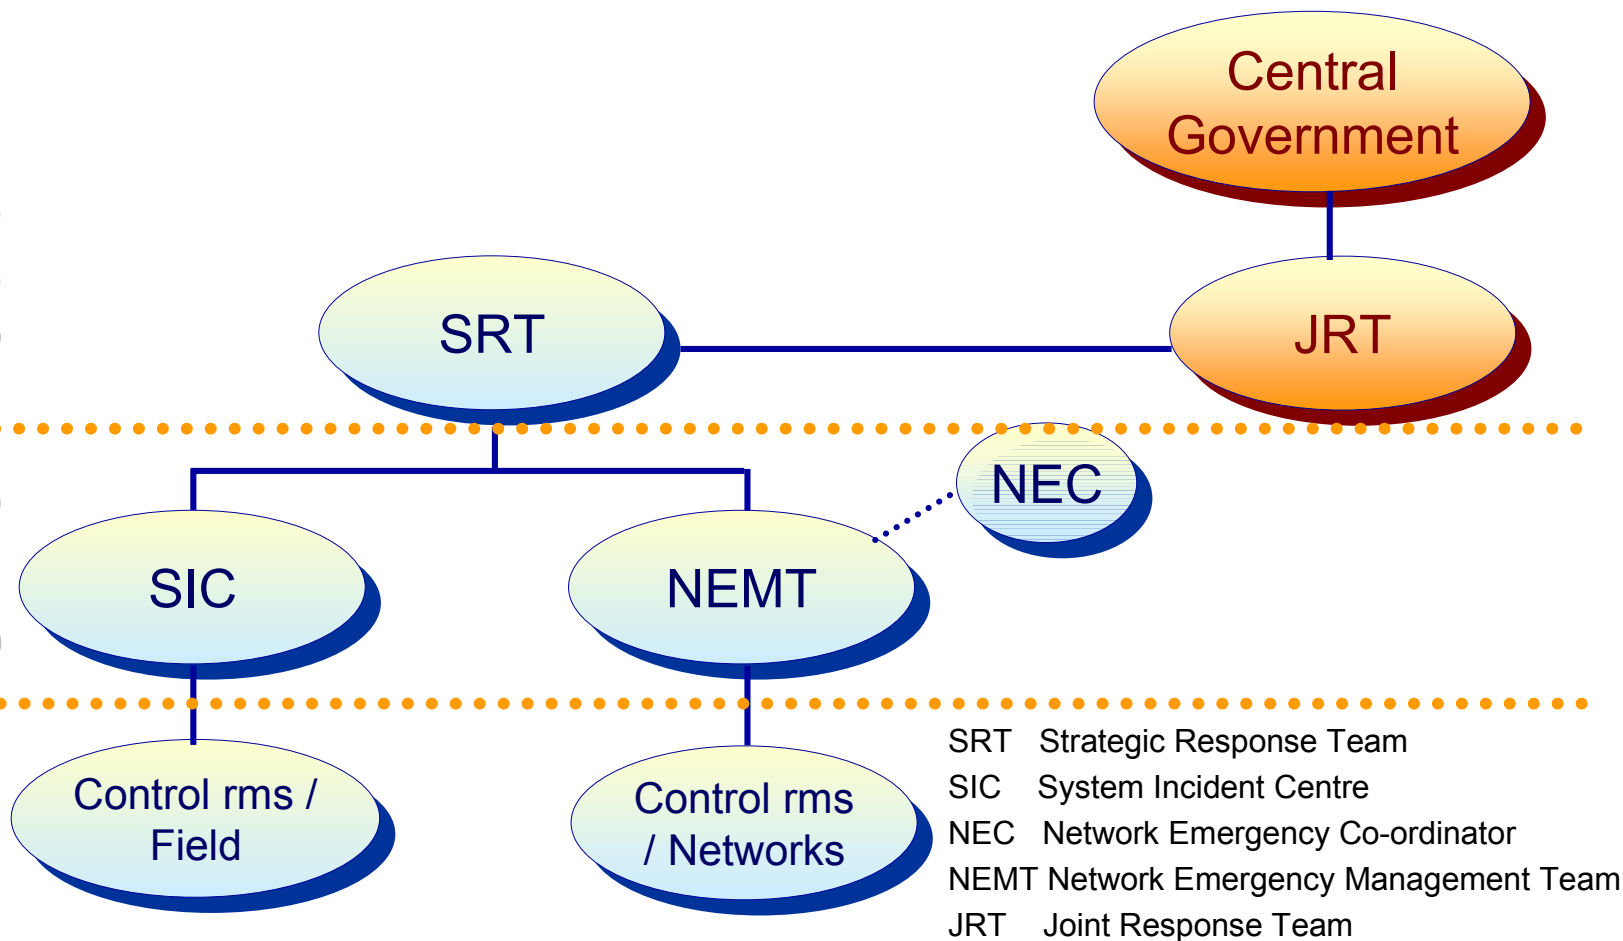 Central
Government
SRT
JRT
NEC
SIC
NEMT
Control rms /
Field
Control rms
/ Networks
SRT Strategic Response Team
SIC System Incident Centre
NEC Network Emergency Co-ordinator
NEMT Network Emergency Management Team
JRT Joint Response Team